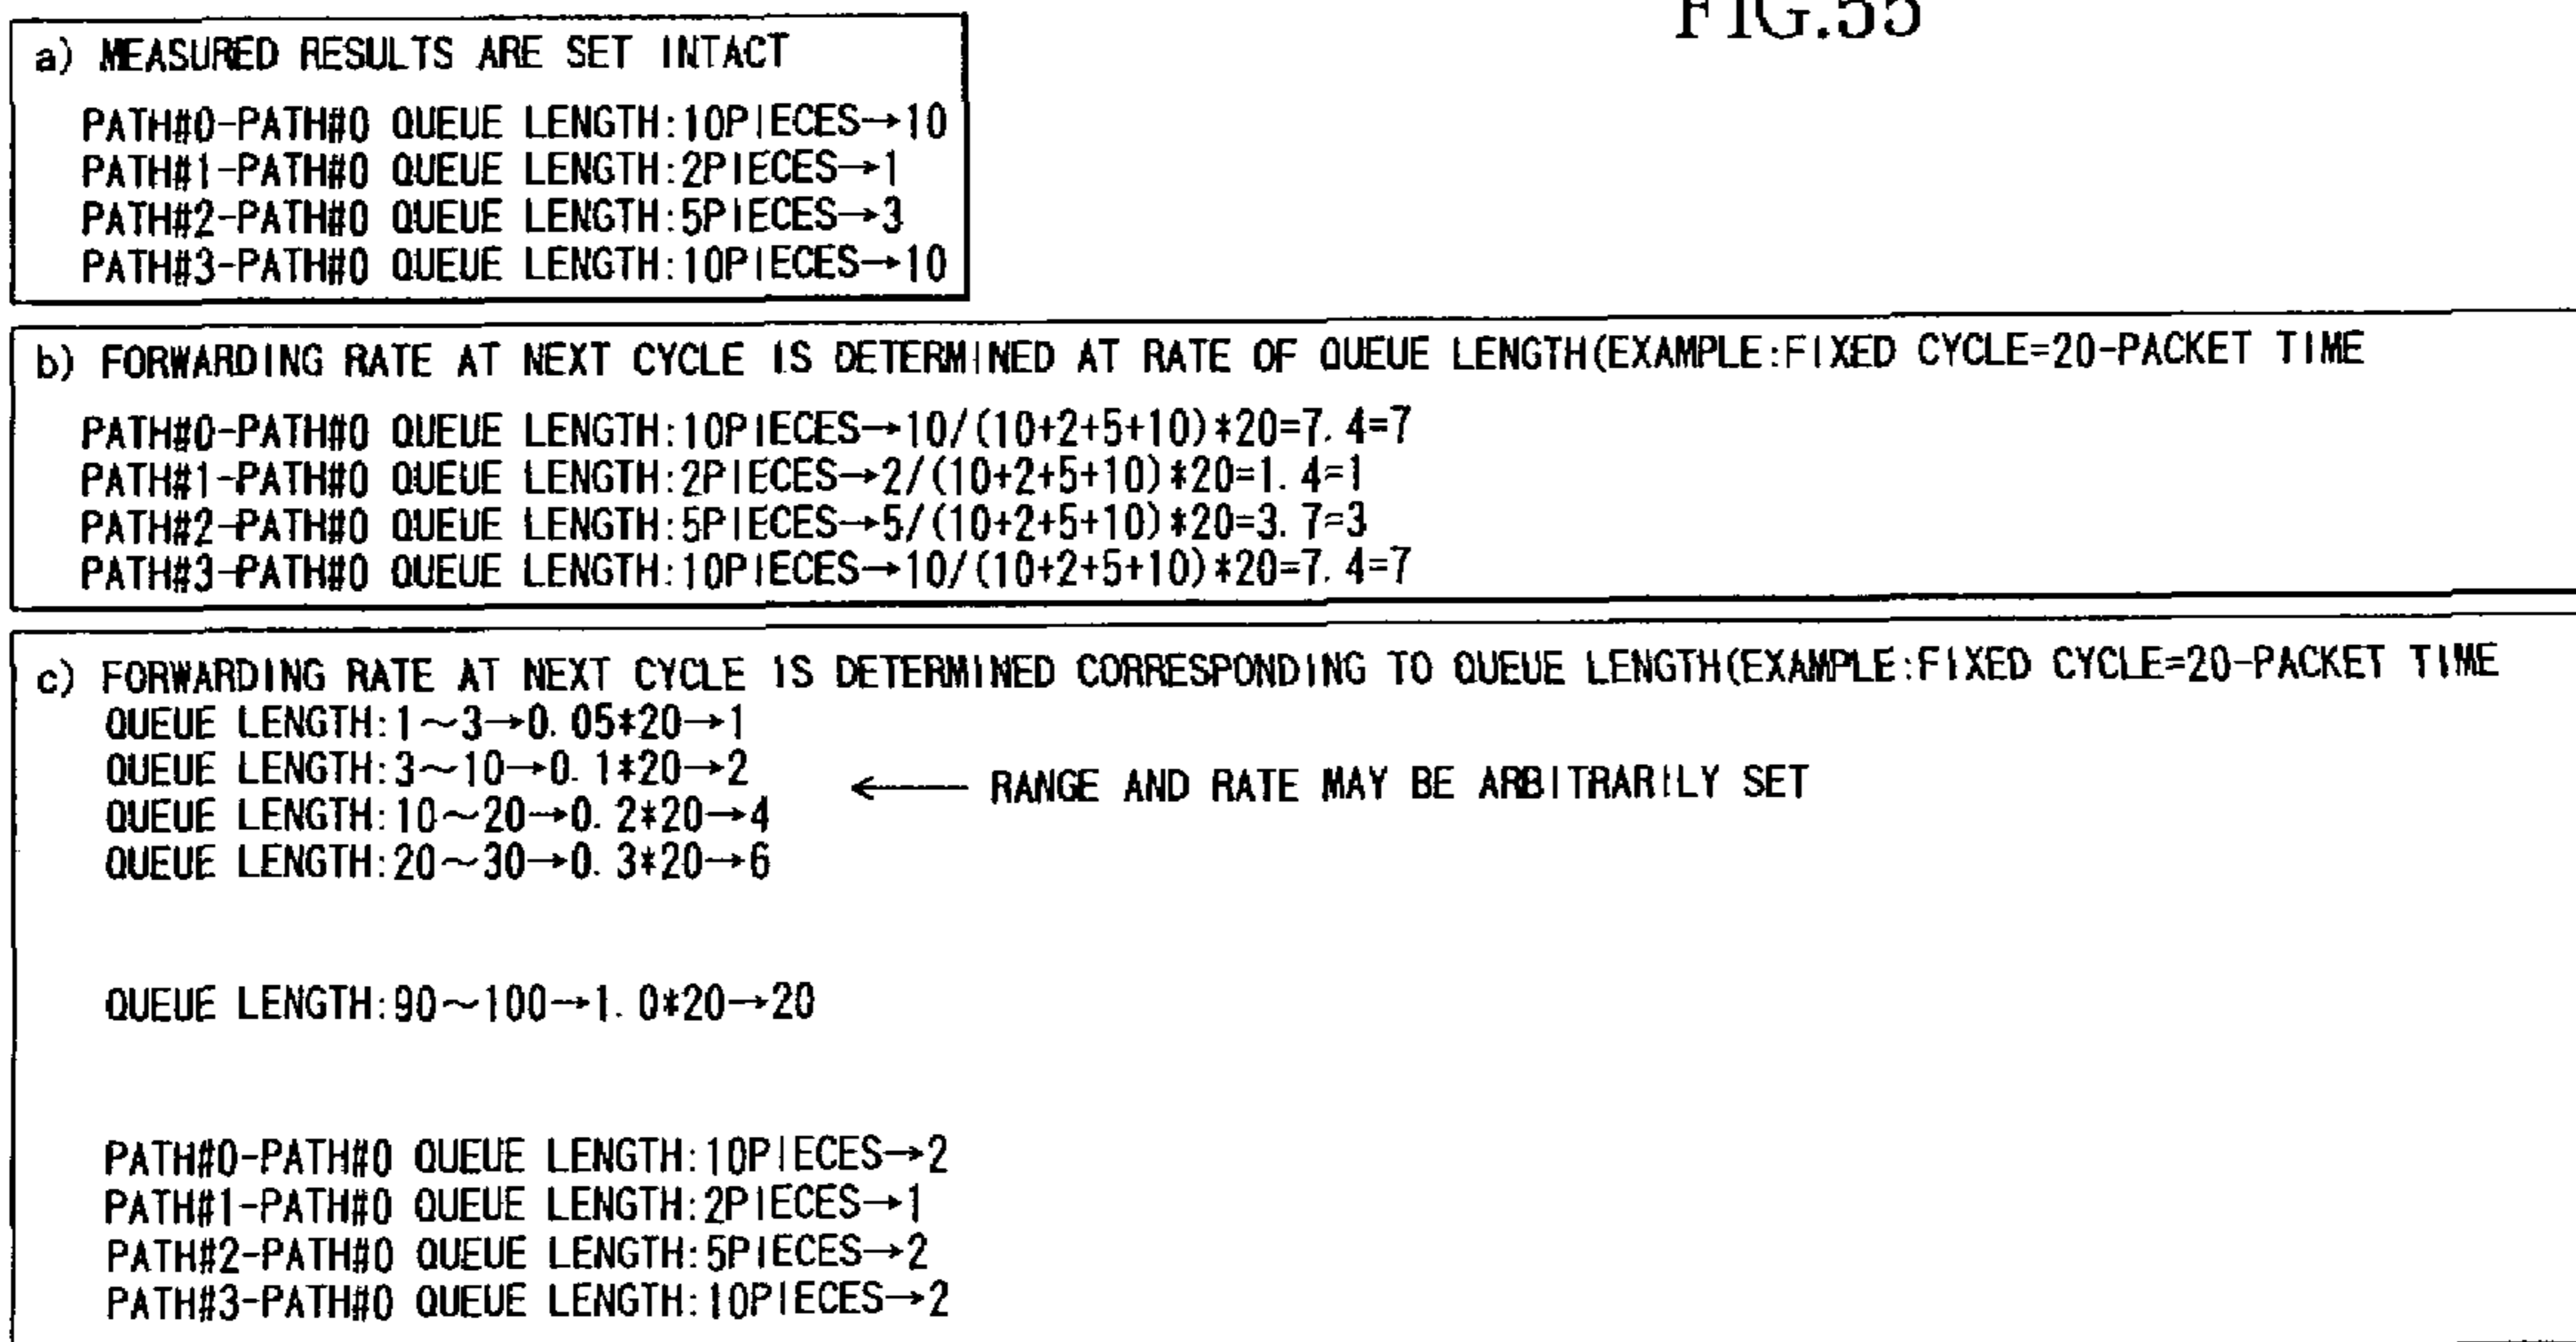 FIG.55
a) MEASURED RESULTS ARE SET INTACT
PATH#0-PATH#0 QUEUE LENGTH:10PIECES→10
PATH#1-PATH#0 QUEUE LENGTH:2PIECES→1
PATH#2-PATH#0 QUEUE LENGTH:5PIECES→3
PATH#3-PATH#0 QUEUE LENGTH:10PIECES→10
b) FORWARDING RATE AT NEXT CYCLE IS DETERMINED AT RATE OF QUEUE LENGTH(EXAMPLE:FIXED CYCLE=20-PACKET TIME
PATH#0-PATH#0 QUEUE LENGTH:10PIECES→10/(10+2+5+10)*20=7.4=7
PATH#1-PATH#0 QUEUE LENGTH:2PIECES→2/(10+2+5+10)*20=1.4=1
PATH#2-PATH#0 QUEUE LENGTH:5PIECES→5/(10+2+5+10)*20=3.7=3
PATH#3-PATH#0 QUEUE LENGTH:10PIECES→10/(10+2+5+10)*20=7.4=7
c) FORWARDING RATE AT NEXT CYCLE IS DETERMINED CORRESPONDING TO QUEUE LENGTH(EXAMPLE:FIXED CYCLE=20-PACKET TIME
QUEUE LENGTH:1~3→0.05*20→1
QUEUE LENGTH:3~10→0.1*20→2
← RANGE AND RATE MAY BE ARBITRARILY SET
QUEUE LENGTH:10~20→0.2*20→4
QUEUE LENGTH:20~30→0.3*20→6
QUEUE LENGTH:90~100→1.0*20→20
PATH#0-PATH#0 QUEUE LENGTH:10PIECES→2
PATH#1-PATH#0 QUEUE LENGTH:2PIECES→1
PATH#2-PATH#0 QUEUE LENGTH:5PIECES→2
PATH#3-PATH#0 QUEUE LENGTH:10PIECES→2